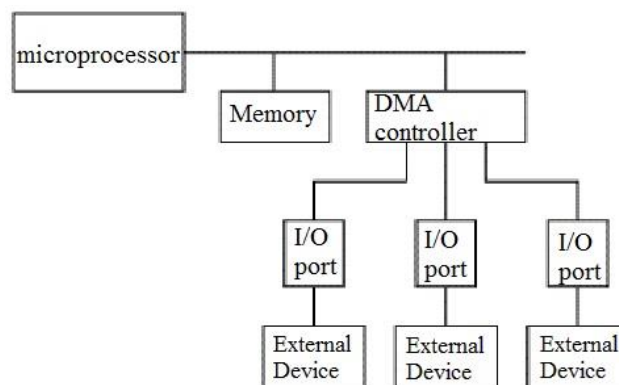 microprocessor
Memory
DMA
controller
I/O
port
I/O
port
I/O
port
External
Device
External
Device
External
Device